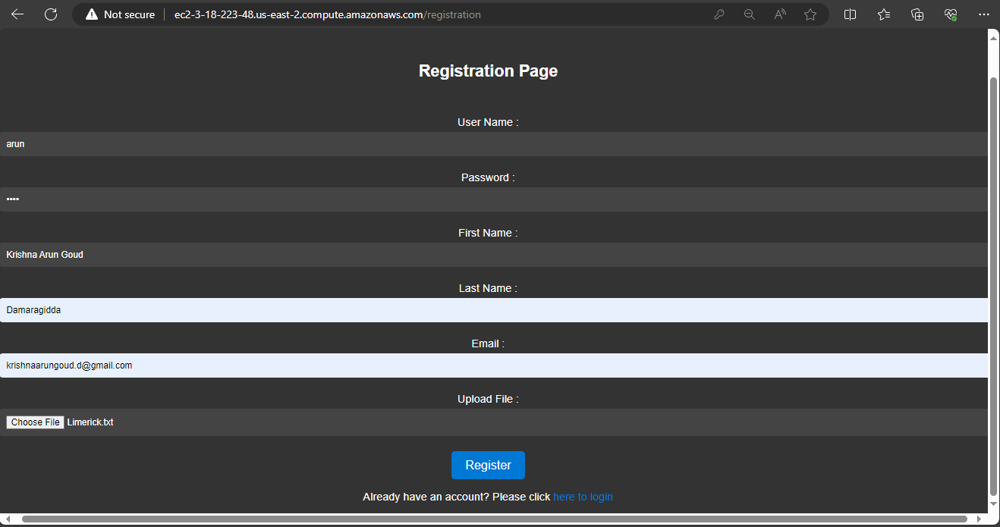 Not secure ec2-3-18-223-48.us-east-2.compute.amazonaws.com/registration
Registration Page
User Name :
arun
Password :
••••
First Name :
Krishna Arun Goud
Last Name :
Damaragidda
Email :
krishnaarungoud.d@gmail.com
Upload File :
Choose File Limerick.txt
Register
Already have an account? Please click here to login